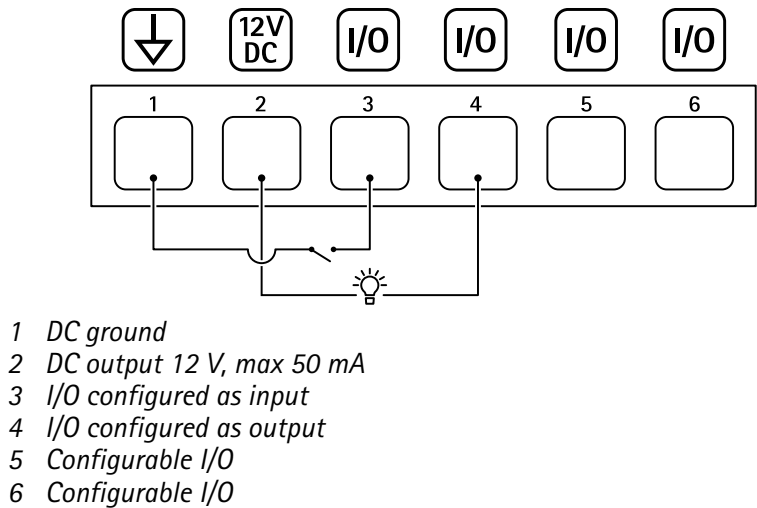 12V DC I/O I/O I/O I/O
1 2 3 4 5 6
1 DC ground
2 DC output 12 V, max 50 mA
3 I/O configured as input
4 I/O configured as output
5 Configurable I/O
6 Configurable I/O